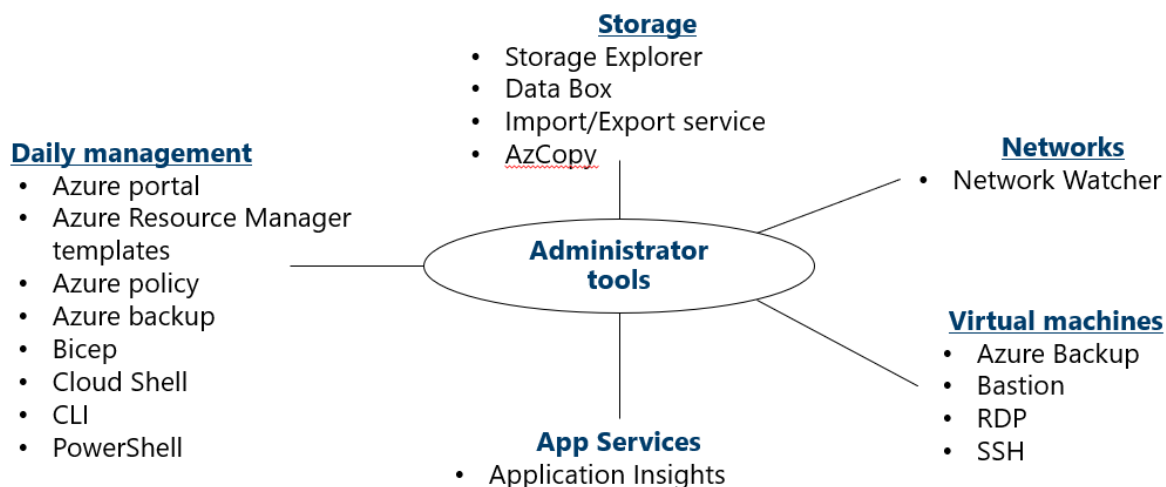 Storage
• Storage Explorer
• Data Box
• Import/Export service
• AzCopy
Daily management
• Azure portal
• Azure Resource Manager
templates
• Azure policy
• Azure backup
• Bicep
• Cloud Shell
• CLI
• PowerShell
Administrator
tools
Networks
• Network Watcher
Virtual machines
• Azure Backup
• Bastion
• RDP
• SSH
App Services
• Application Insights